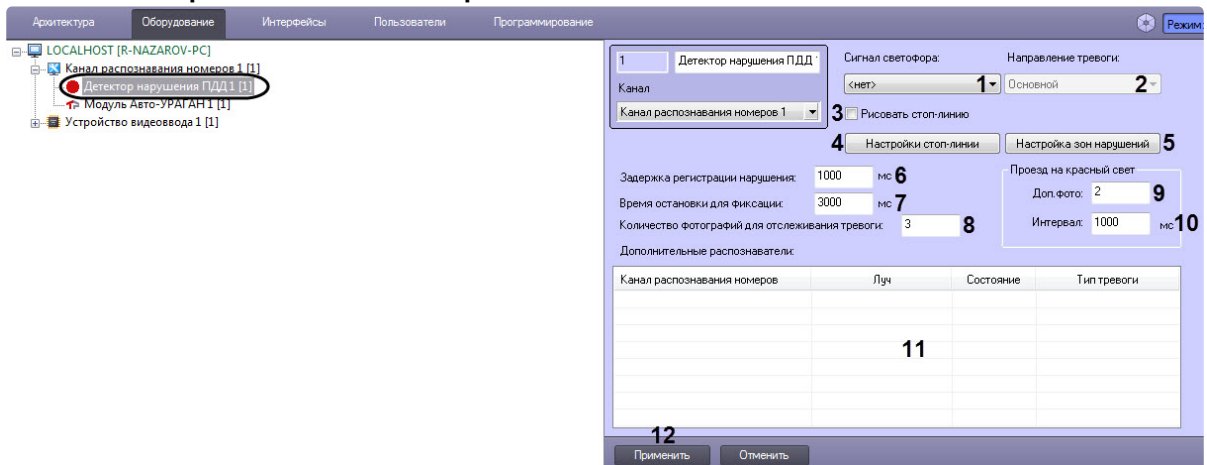 Архитектура Оборудование Интерфейсы Пользователи Программирование Режим:
LOCALHOST [R-NAZAROV-PC]
Канал распознавания номеров 1 [1]
Детектор нарушения ПДД 1 [1]
Модуль Авто-УРАГАН 1 [1]
Устройство видеоввода 1 [1]
1 Детектор нарушения ПДД
Канал
Канал распознавания номеров 1
Сигнал светофора: Направление тревоги:
<нет> 1 Основной 2
3 Рисовать стоп-линию
4 Настройки стоп-линии Настройка зон нарушений 5
Задержка регистрации нарушения: 1000 мс 6
Время остановки для фиксации: 3000 мс 7
Количество фотографий для отслеживания тревоги: 3 8
Проезд на красный свет
Доп.фото: 2 9
Интервал: 1000 мс 10
Дополнительные распознаватели:
Канал распознавания номеров Луч Состояние Тип тревоги
11
12
Применить Отменить